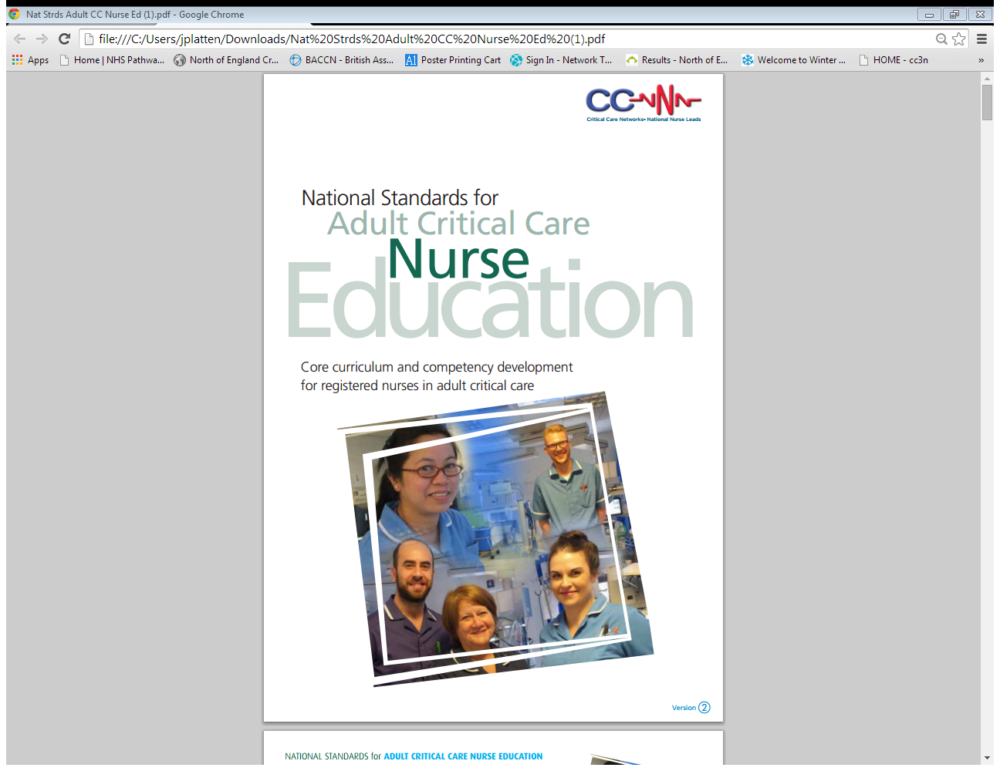 Nat Strds Adult CC Nurse Ed (1).pdf - Google Chrome
file:///C:/Users/jplatten/Downloads/Nat%20Strds%20Adult%20CC%20Nurse%20Ed%20(1).pdf
Apps Home | NHS Pathwa... North of England Cr... BACCN - British Ass... A1 Poster Printing Cart Sign In - Network T... Results - North of E... Welcome to Winter ... HOME - cc3n »
CC NNN
Critical Care Networks• National Nurse Leads
National Standards for
Adult Critical Care
Nurse
Education
Core curriculum and competency development
for registered nurses in adult critical care
Version 2
NATIONAL STANDARDS for ADULT CRITICAL CARE NURSE EDUCATION